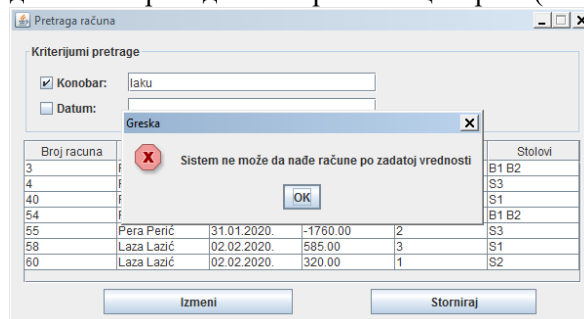 Pretraga računa
Kriterijumi pretrage
Konobar: laku
Datum:
Greska
Sistem ne može da nađe račune po zadatoj vrednosti
OK
Broj racuna Stolovi
3 B1 B2
4 S3
40 S1
54 B1 B2
55 Pera Perić 31.01.2020. -1760.00 2 S3
58 Laza Lazić 02.02.2020. 585.00 3 S1
60 Laza Lazić 02.02.2020. 320.00 1 S2
Izmeni Storniraj